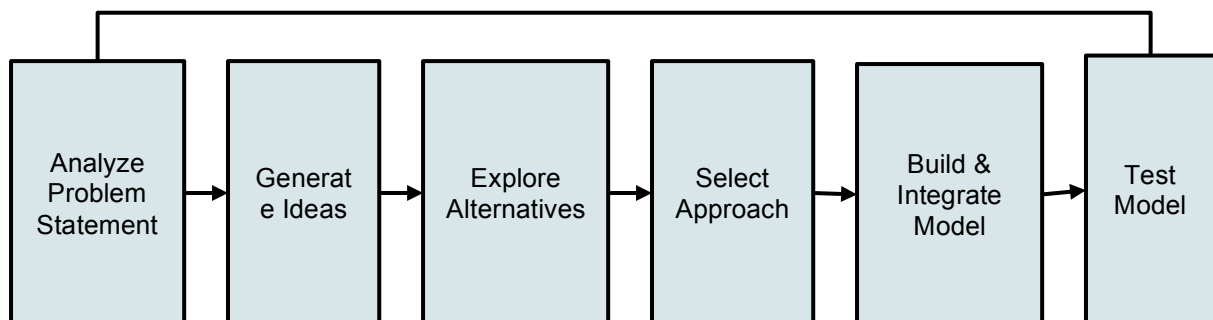 Analyze
Problem
Statement
Generat
e Ideas
Explore
Alternatives
Select
Approach
Build &
Integrate
Model
Test
Model